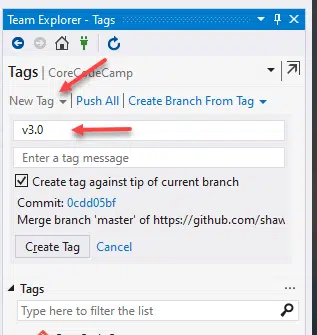 Team Explorer - Tags
Tags | CoreCodeCamp
New Tag | Push All | Create Branch From Tag
v3.0
Enter a tag message
Create tag against tip of current branch
Commit: 0cdd05bf
Merge branch 'master' of https://github.com/shaw
Create Tag Cancel
Tags
Type here to filter the list